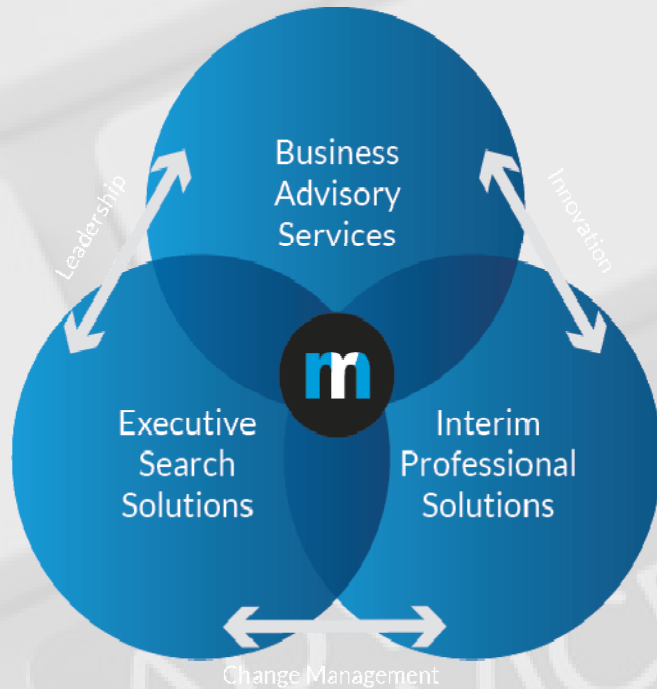 Business
Advisory
Services
Leadership
Innovation
m
Executive
Search
Solutions
Interim
Professional
Solutions
Change Management